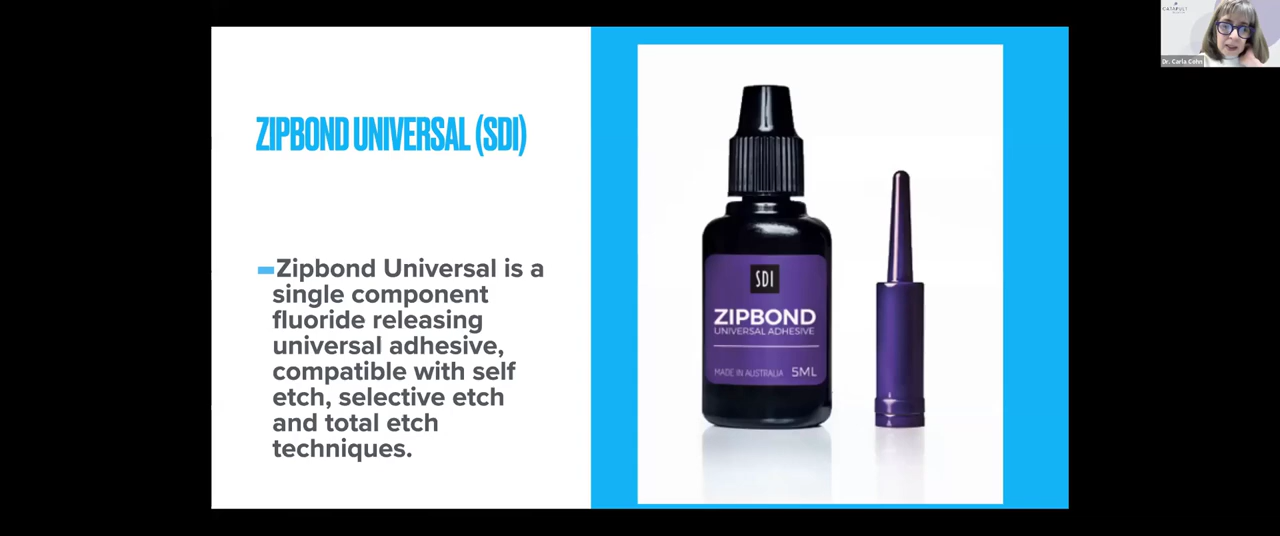 ZIPBOND UNIVERSAL (SDI)
Zipbond Universal is a
single component
fluoride releasing
universal adhesive,
compatible with self
etch, selective etch
and total etch
techniques.
SDI
ZIPBOND
UNIVERSAL ADHESIVE
MADE IN AUSTRALIA 5ML
CATAPULT
Dr. Carla Cohn